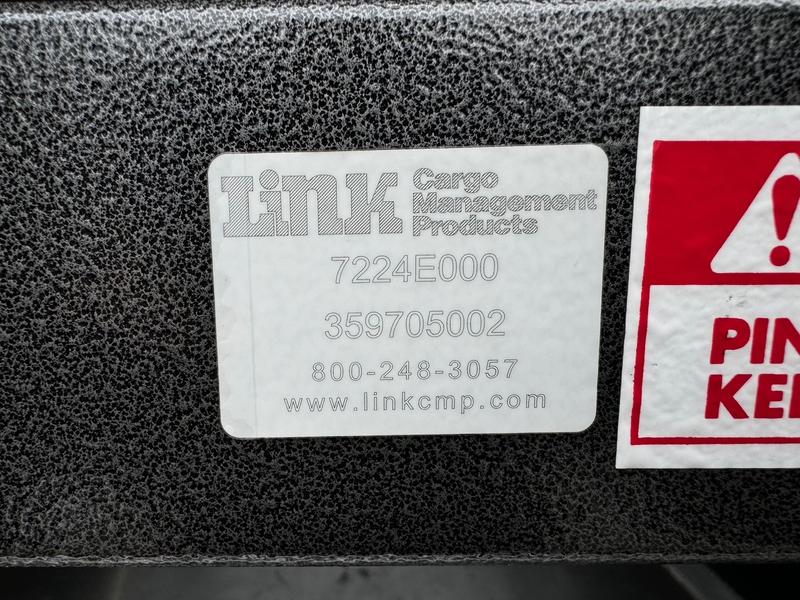 Link Cargo
Management
Products
7224E000
359705002
800-248-3057
www.linkcmp.com